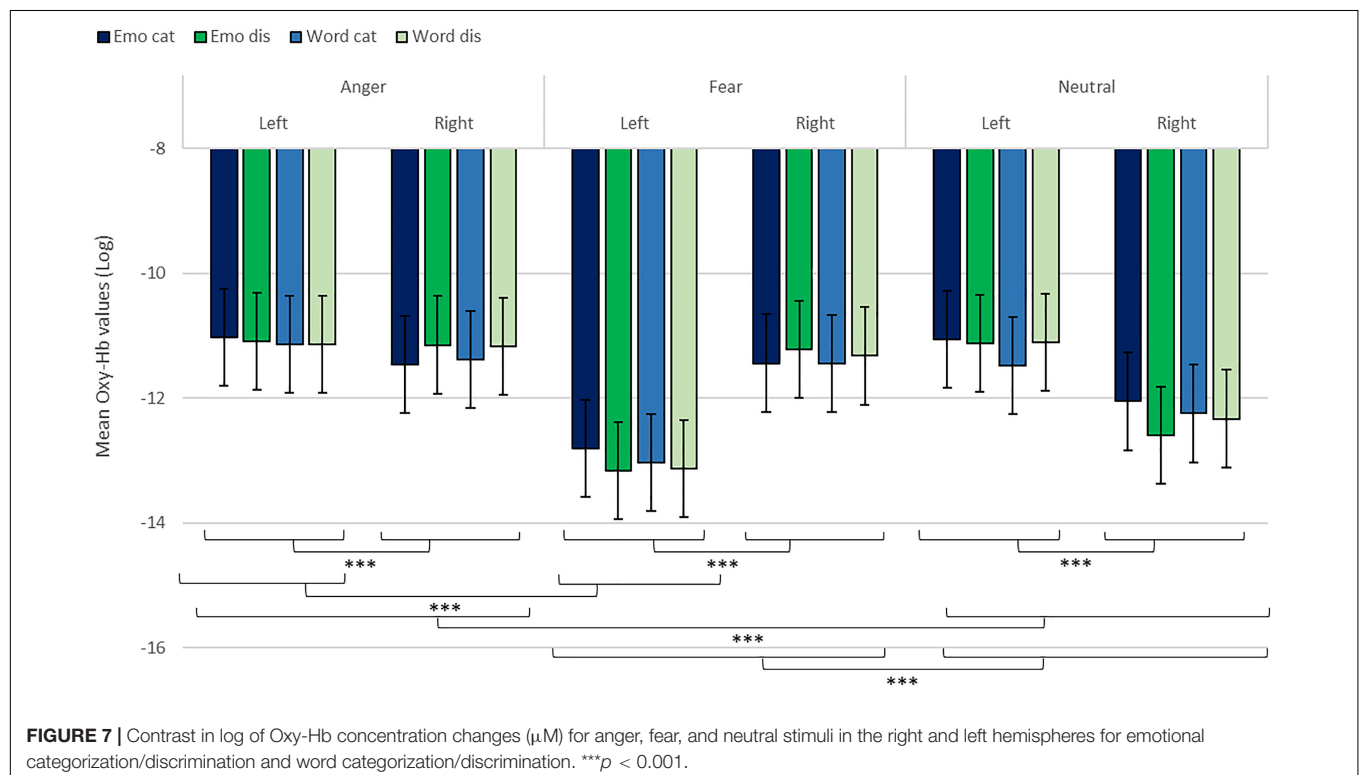 Emo cat Emo dis Word cat Word dis
Anger Fear Neutral
Left Right Left Right Left Right
-8
-10
-12
-14
-16
Mean Oxy-Hb values (Log)
*** *** ***
***
***
***
FIGURE 7 | Contrast in log of Oxy-Hb concentration changes (μM) for anger, fear, and neutral stimuli in the right and left hemispheres for emotional
categorization/discrimination and word categorization/discrimination. ***p < 0.001.